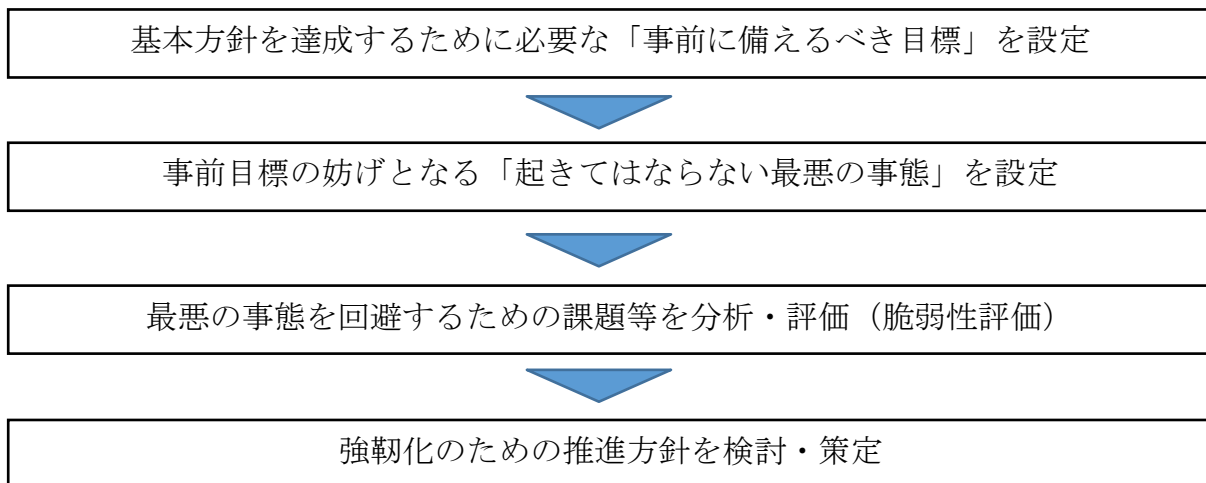 基本方針を達成するために必要な「事前に備えるべき目標」を設定
事前目標の妨げとなる「起きてはならない最悪の事態」を設定
最悪の事態を回避するための課題等を分析・評価（脆弱性評価）
強靱化のための推進方針を検討・策定